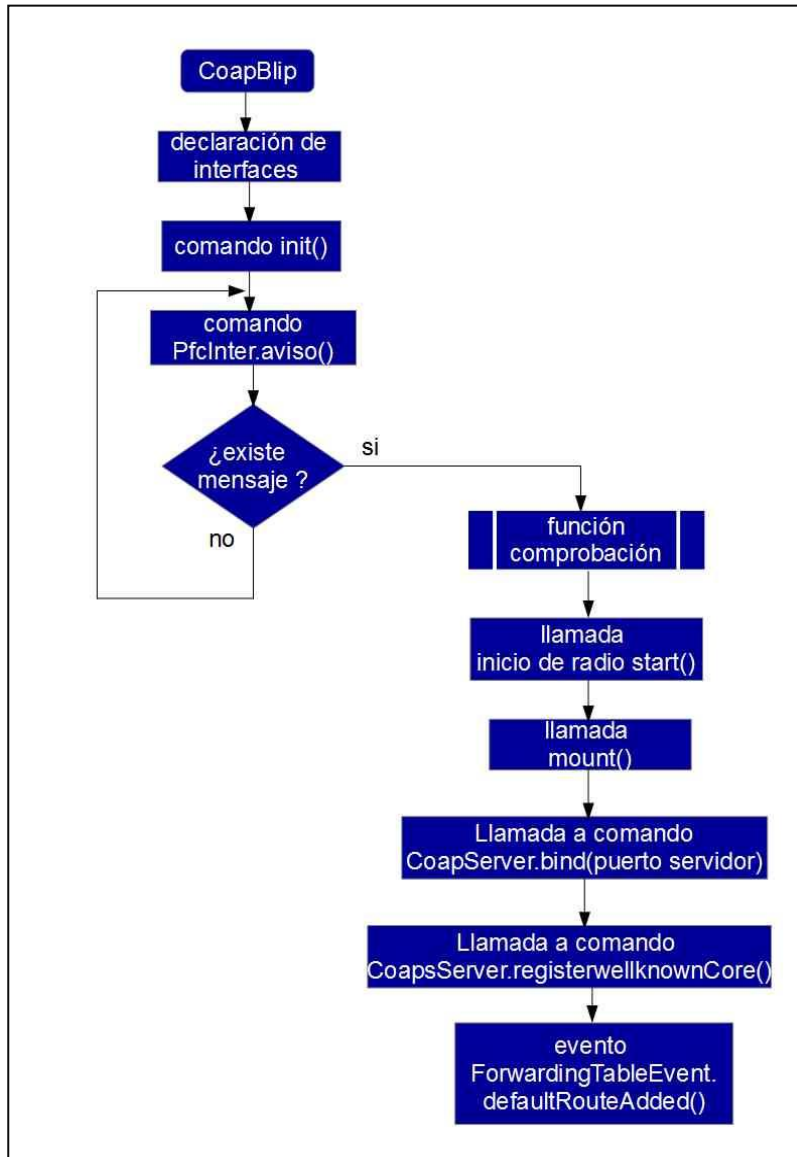 CoapBlip
declaración de
interfaces
comando init()
comando
PfcInter.aviso()
¿existe
mensaje ?
si
no
función
comprobación
llamada
inicio de radio start()
llamada
mount()
Llamada a comando
CoapServer.bind(puerto servidor)
Llamada a comando
CoapsServer.registerwellknownCore()
evento
ForwardingTableEvent.
defaultRouteAdded()